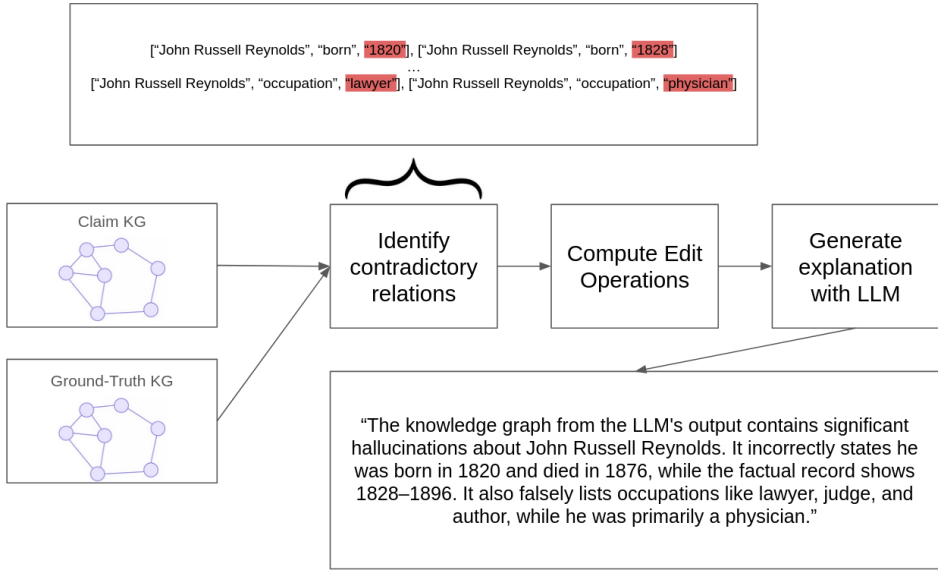 [“John Russell Reynolds”, “born”, “1820”], [“John Russell Reynolds”, “born”, “1828”]
...
[“John Russell Reynolds”, “occupation”, “lawyer”], [“John Russell Reynolds”, “occupation”, “physician”]
Claim KG
Ground-Truth KG
Identify
contradictory
relations
Compute Edit
Operations
Generate
explanation
with LLM
“The knowledge graph from the LLM's output contains significant
hallucinations about John Russell Reynolds. It incorrectly states he
was born in 1820 and died in 1876, while the factual record shows
1828–1896. It also falsely lists occupations like lawyer, judge, and
author, while he was primarily a physician.”